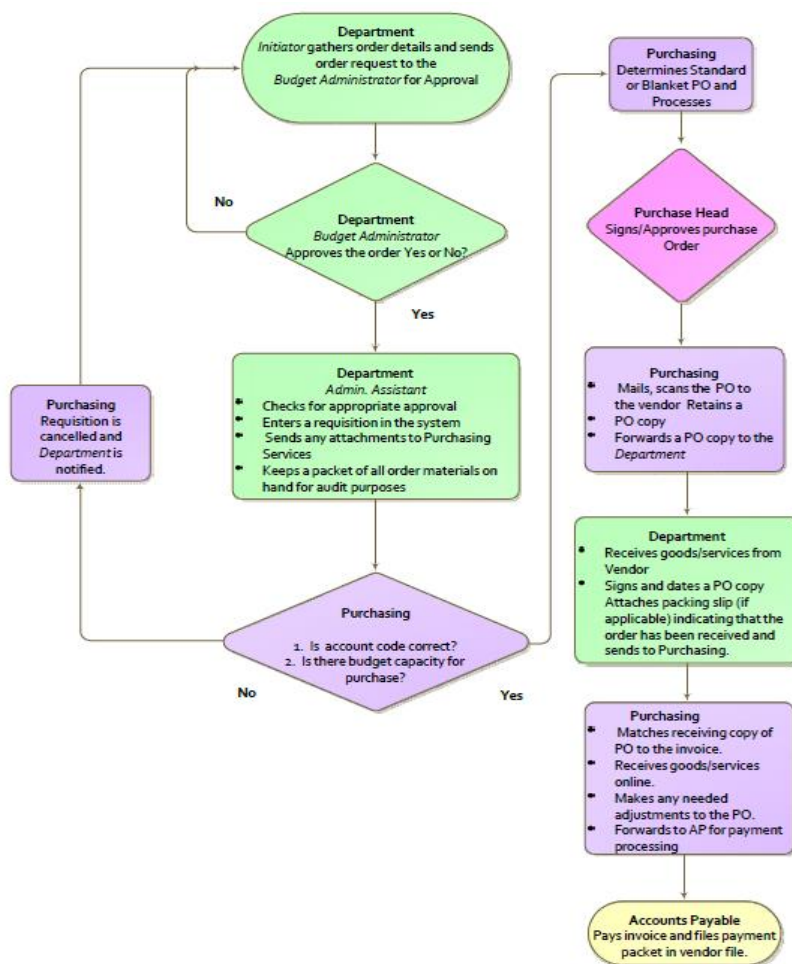 Department
Initiator gathers order details and sends
order request to the
Budget Administrator for Approval
No
Department
Budget Administrator
Approves the order Yes or No?
Yes
Department
Admin. Assistant
Checks for appropriate approval
Enters a requisition in the system
Sends any attachments to Purchasing
Services
Keeps a packet of all order materials on
hand for audit purposes
Purchasing
Requisition is
cancelled and
Department is
notified.
Purchasing
1. Is account code correct?
2. Is there budget capacity for
purchase?
No
Yes
Purchasing
Determines Standard
or Blanket PO and
Processes
Purchase Head
Signs/Approves purchase
Order
Purchasing
Mails, scans the PO to
the vendor Retains a
PO copy
Forwards a PO copy to the
Department
Department
Receives goods/services from
Vendor
Signs and dates a PO copy
Attaches packing slip (if
applicable) indicating that the
order has been received and
sends to Purchasing.
Purchasing
Matches receiving copy of
PO to the invoice.
Receives goods/services
online.
Makes any needed
adjustments to the PO.
Forwards to AP for payment
processing
Accounts Payable
Pays invoice and files payment
packet in vendor file.